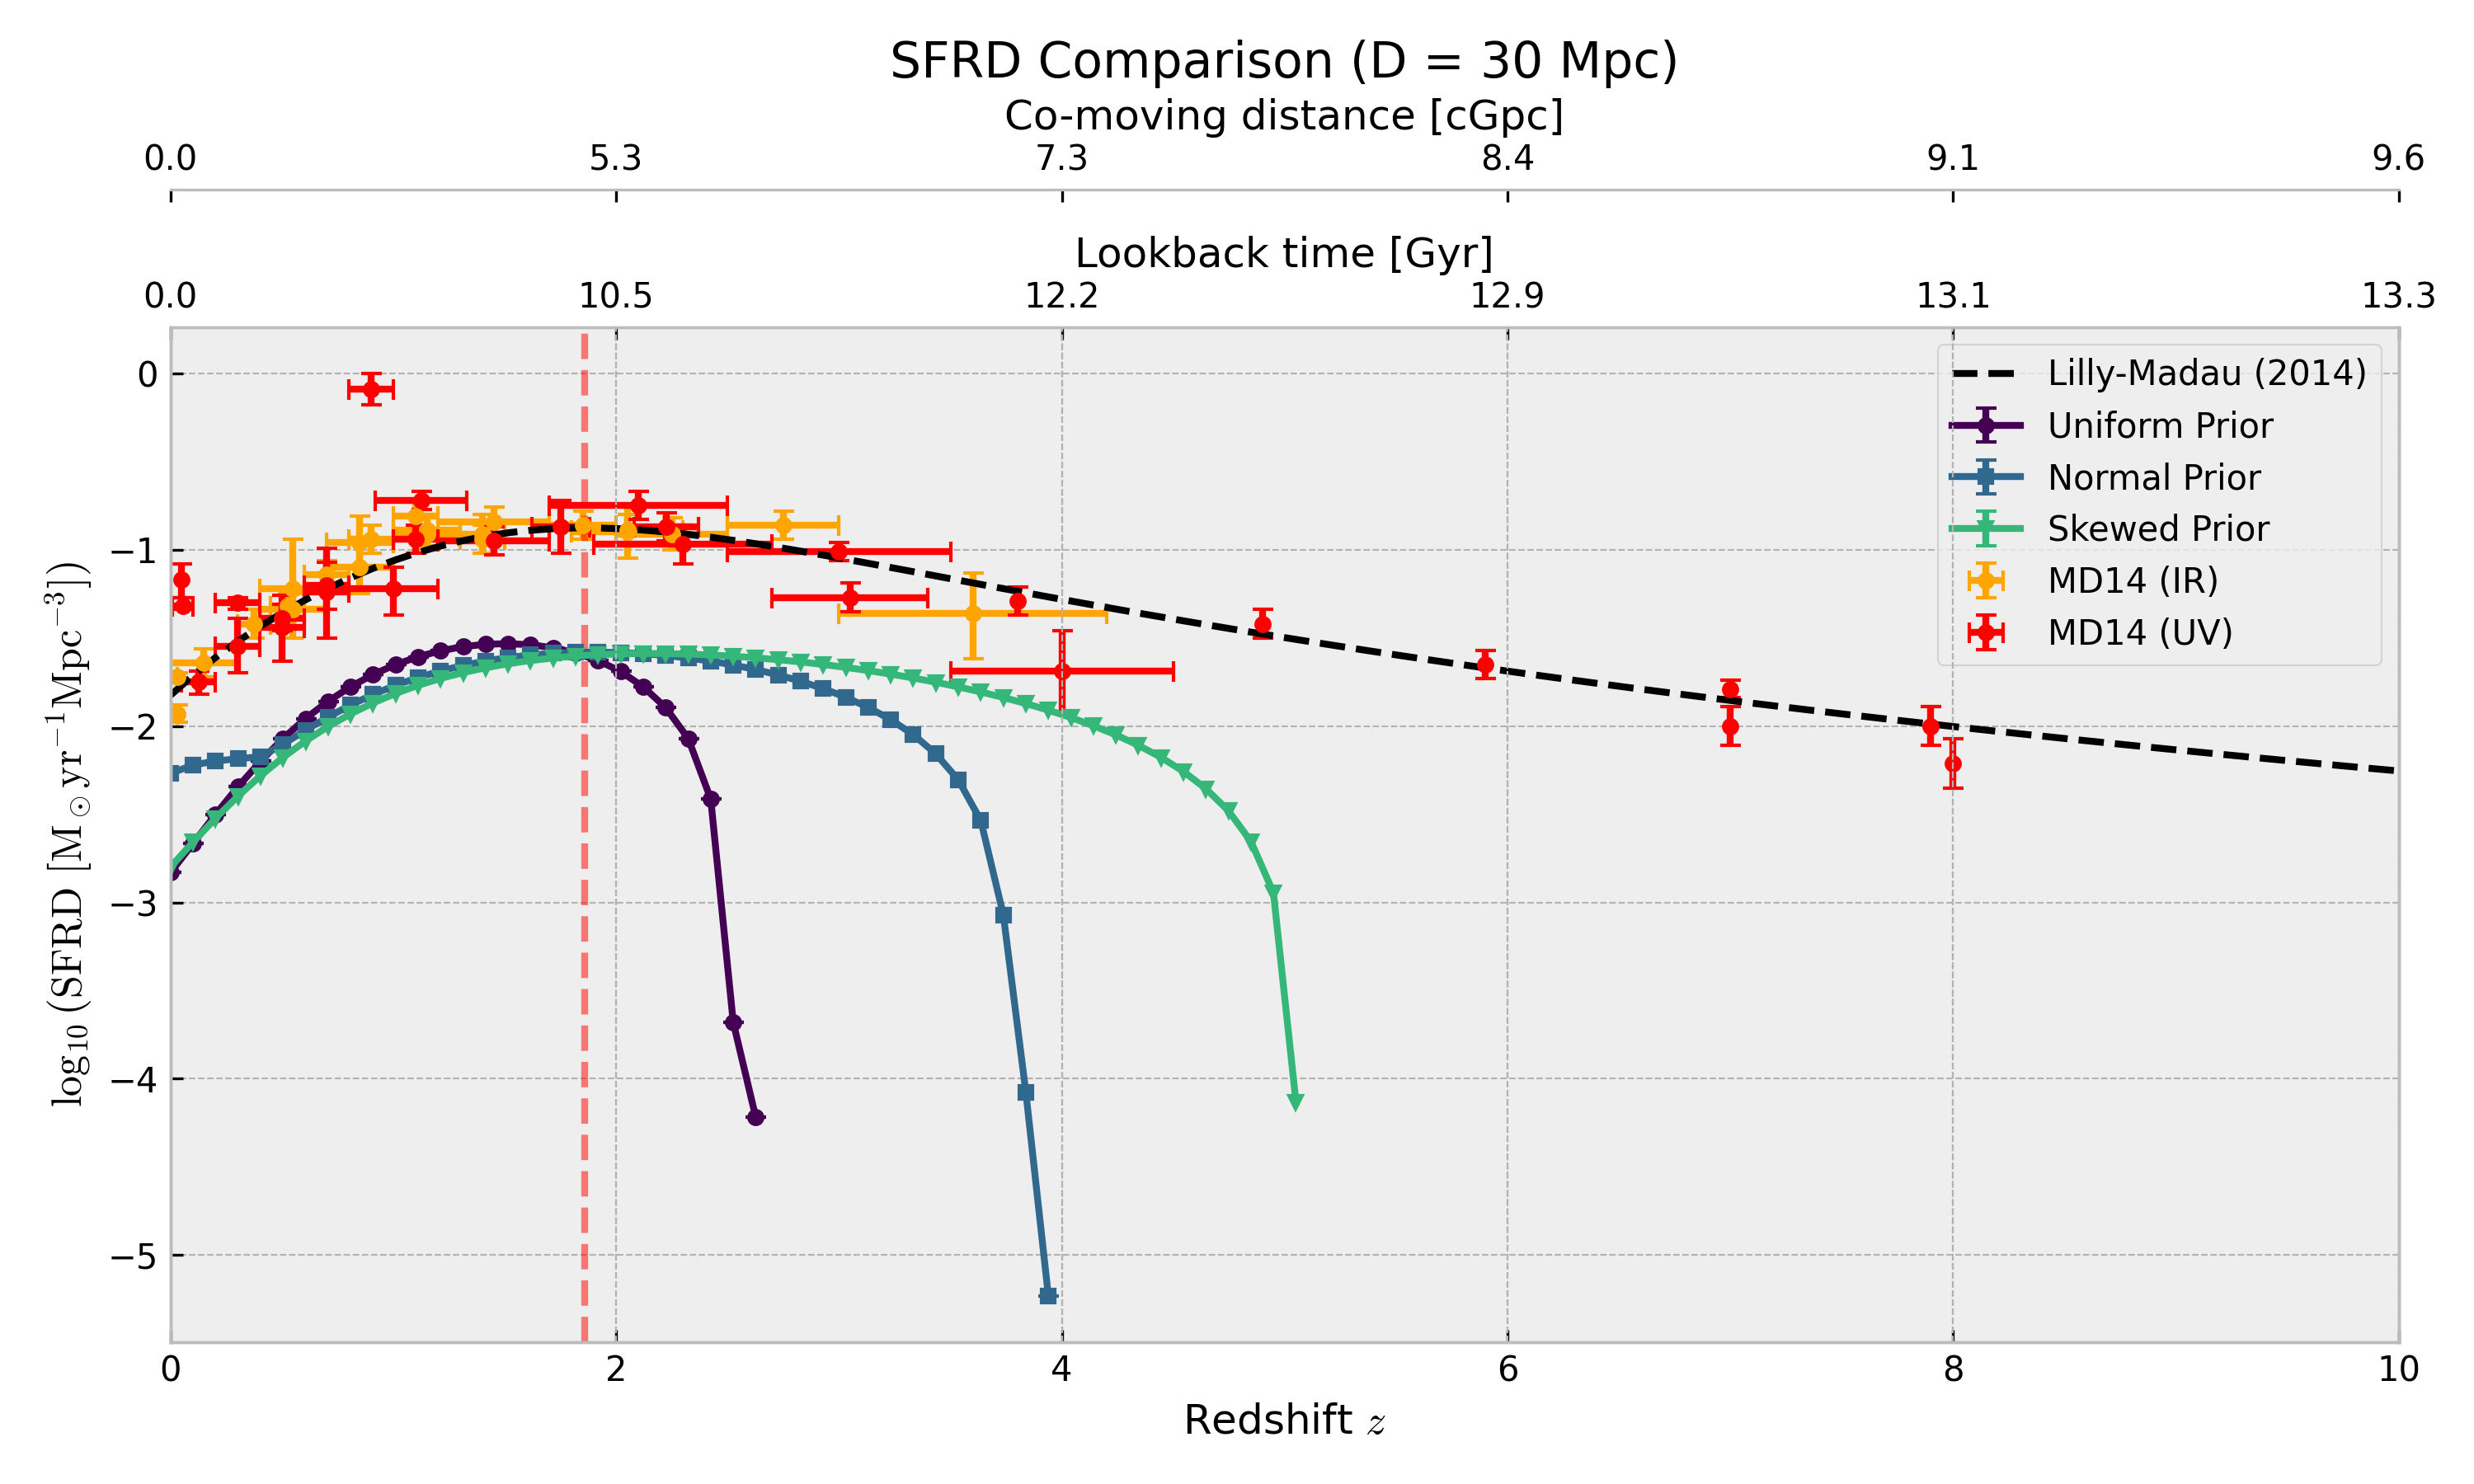 SFRD Comparison (D = 30 Mpc)
Co-moving distance [cGpc]
0.0 5.3 7.3 8.4 9.1 9.6
Lookback time [Gyr]
0.0 10.5 12.2 12.9 13.1 13.3
Lilly-Madau (2014)
Uniform Prior
Normal Prior
Skewed Prior
MD14 (IR)
MD14 (UV)
0
−1
−2
−3
−4
−5
log₁₀(SFRD [M⊙yr⁻¹Mpc⁻³])
0 2 4 6 8 10
Redshift z